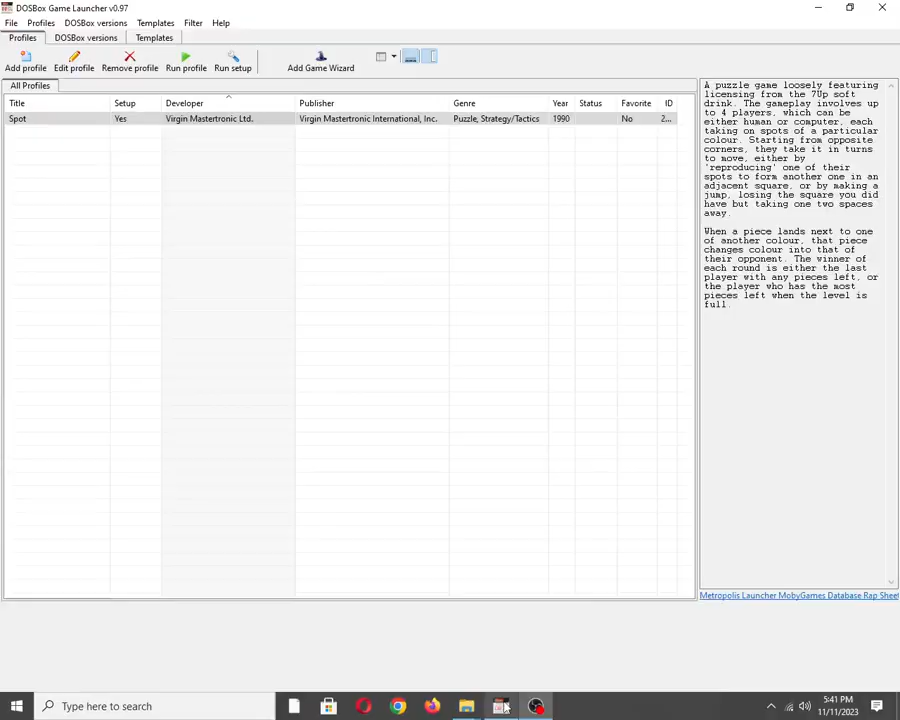 DOSBox Game Launcher v0.97
File Profiles DOSBox versions Templates Filter Help
Profiles DOSBox versions Templates
Add profile Edit profile Remove profile Run profile Run setup Add Game Wizard
All Profiles
Title Setup Developer Publisher Genre Year Status Favorite ID
Spot Yes Virgin Mastertronic Ltd. Virgin Mastertronic International, Inc. Puzzle, Strategy/Tactics 1990 No 2...
A puzzle game loosely featuring
licensing from the 7Up soft
drink. The gameplay involves up
to 4 players, which can be
either human or computer, each
taking on spots of a particular
colour. Starting from opposite
corners, they take it in turns
to move, either by
'reproducing' one of their
spots to form another one in an
adjacent square, or by making a
jump, losing the square you did
have but taking one two spaces
away.
When a piece lands next to one
of another colour, that piece
changes colour into that of
their opponent. The winner of
each round is either the last
player with any pieces left, or
the player who has the most
pieces left when the level is
full.
Metropolis Launcher MobyGames Database Rap Sheet
Type here to search
5:41 PM
11/11/2023